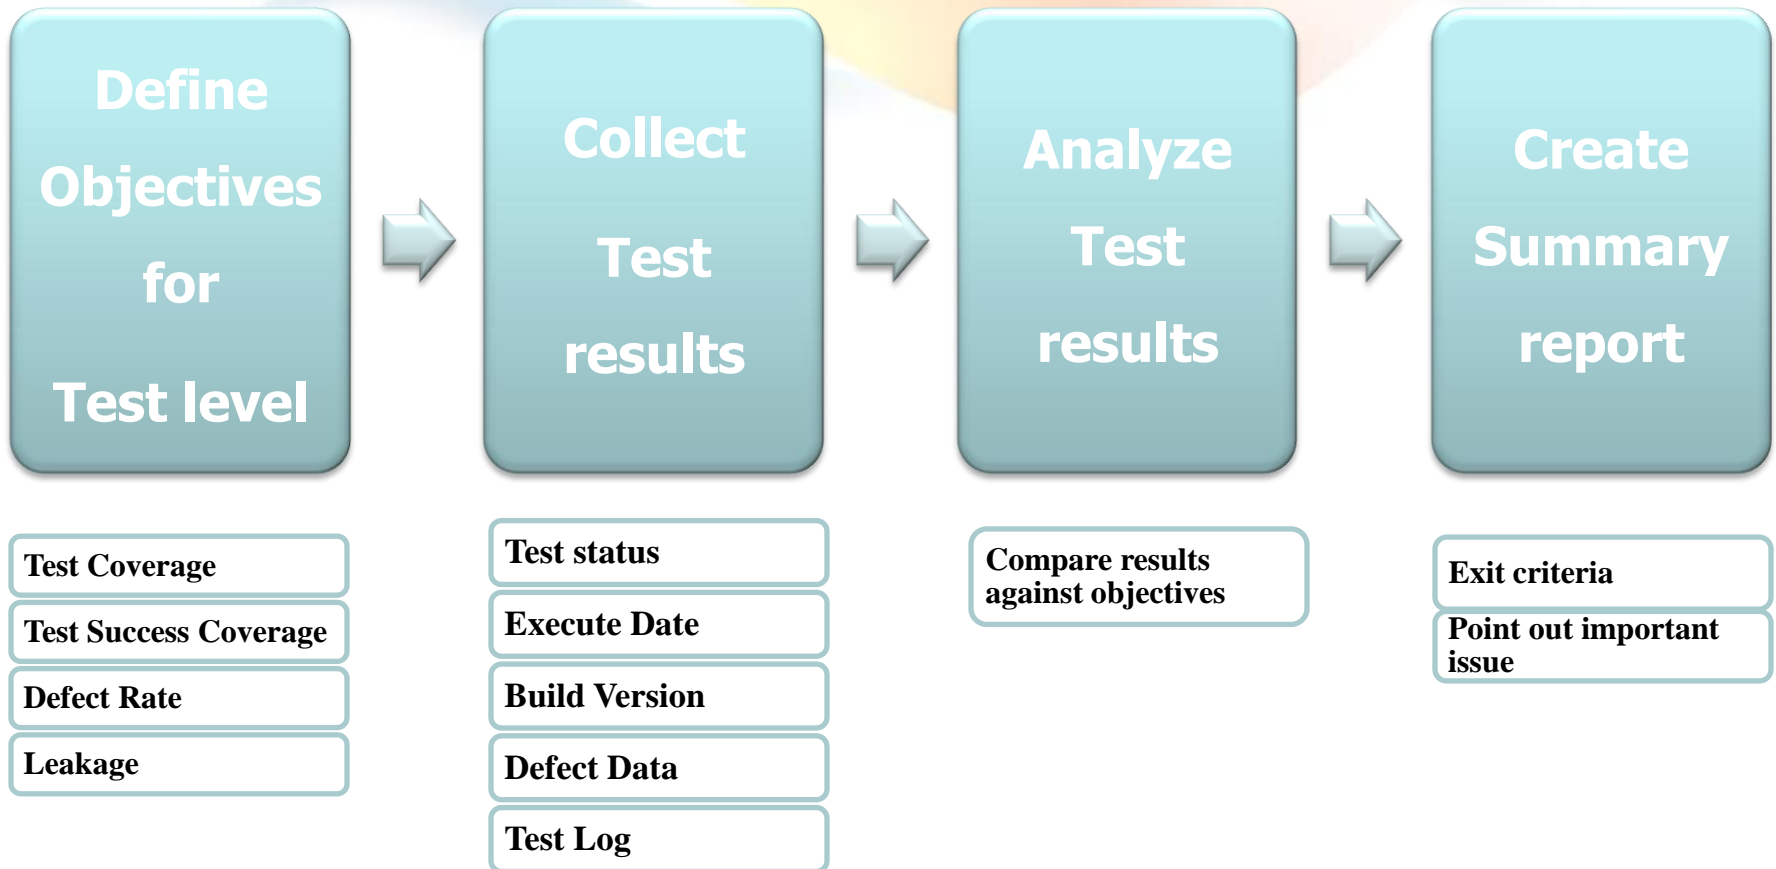 Define
Objectives
for
Test level
Collect
Test
results
Analyze
Test
results
Create
Summary
report
Test Coverage
Test Success Coverage
Defect Rate
Leakage
Test status
Execute Date
Build Version
Defect Data
Test Log
Compare results
against objectives
Exit criteria
Point out important
issue